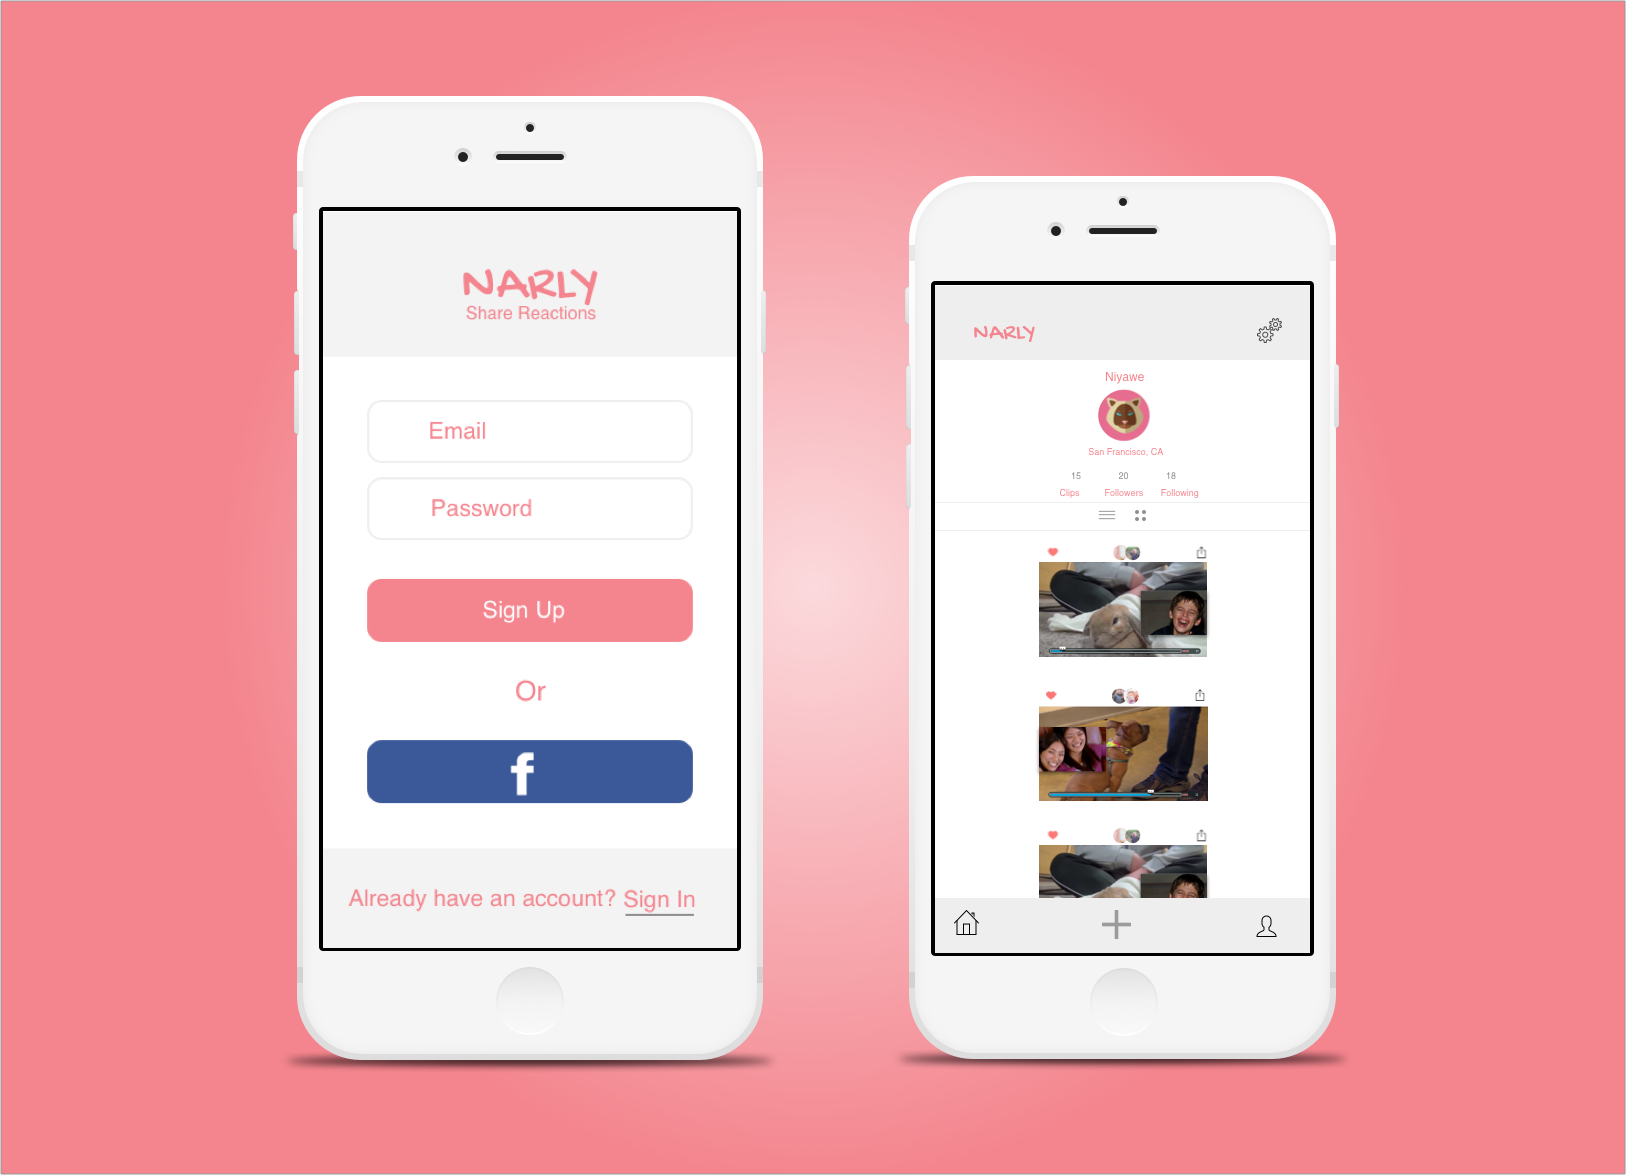 NARLY
Share Reactions
Email
Password
Sign Up
Or
f
Already have an account? Sign In
NARLY
Niyawe
San Francisco, CA
15 20 18
Clips Followers Following